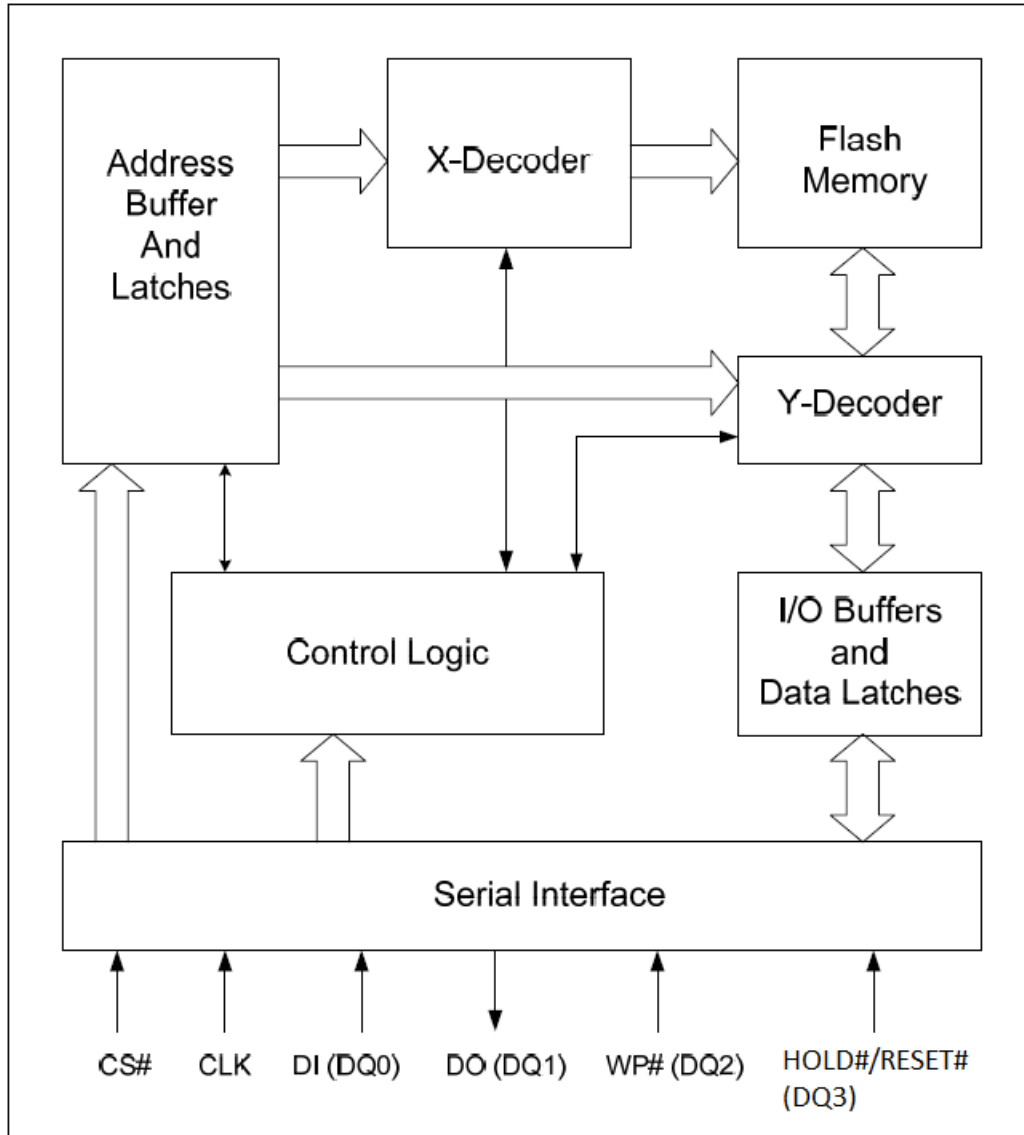 Address
Buffer
And
Latches
X-Decoder
Flash
Memory
Y-Decoder
Control Logic
I/O Buffers
and
Data Latches
Serial Interface
CS#
CLK
DI (DQ0)
DO (DQ1)
WP# (DQ2)
HOLD#/RESET#
(DQ3)